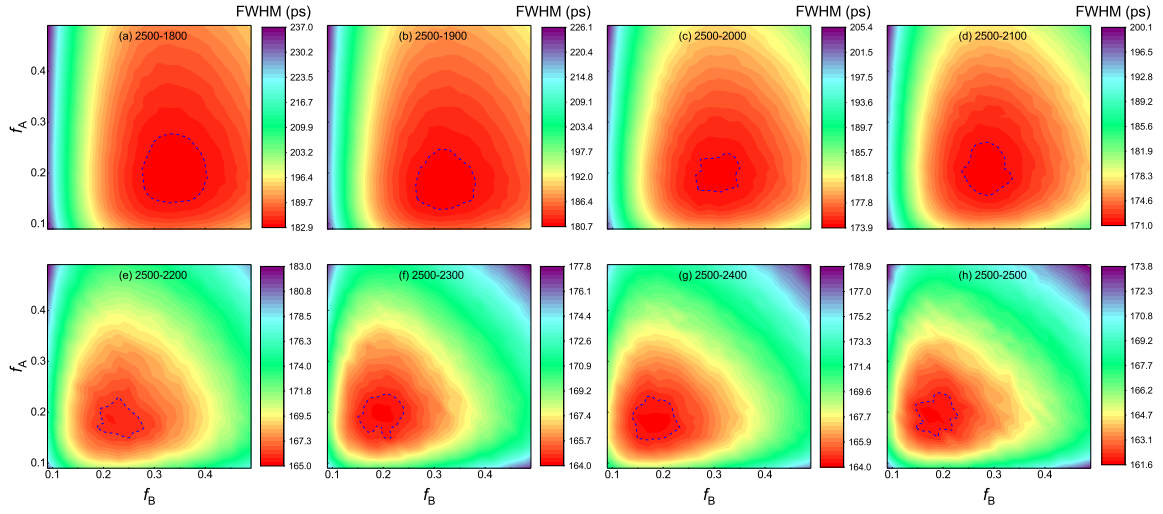 FWHM (ps) FWHM (ps) FWHM (ps) FWHM (ps)
(a) 2500-1800 (b) 2500-1900 (c) 2500-2000 (d) 2500-2100
237.0 230.3 223.5 216.7 209.9 203.2 196.4 189.7 182.9
226.1 220.4 214.8 209.1 203.4 197.7 192.0 186.4 180.7
205.4 201.5 197.5 193.6 189.7 185.7 181.8 177.8 173.9
200.1 196.4 192.8 189.2 185.5 181.9 178.3 174.6 171.0
f_A 0.4 0.3 0.2 0.1
(e) 2500-2200 (f) 2500-2300 (g) 2500-2400 (h) 2500-2500
183.0 180.7 178.5 176.3 174.0 171.8 169.5 167.3 165.0
177.8 176.1 174.4 172.6 170.9 169.2 167.4 165.7 164.0
178.9 177.0 175.2 173.3 171.4 169.6 167.7 165.9 164.0
173.8 172.3 170.7 169.2 167.7 166.2 164.7 163.1 161.6
f_A 0.4 0.3 0.2 0.1
0.2 0.3 0.4 0.1 0.2 0.3 0.4 0.1 0.2 0.3 0.4 0.1 0.2 0.3 0.4
f_B f_B f_B f_B